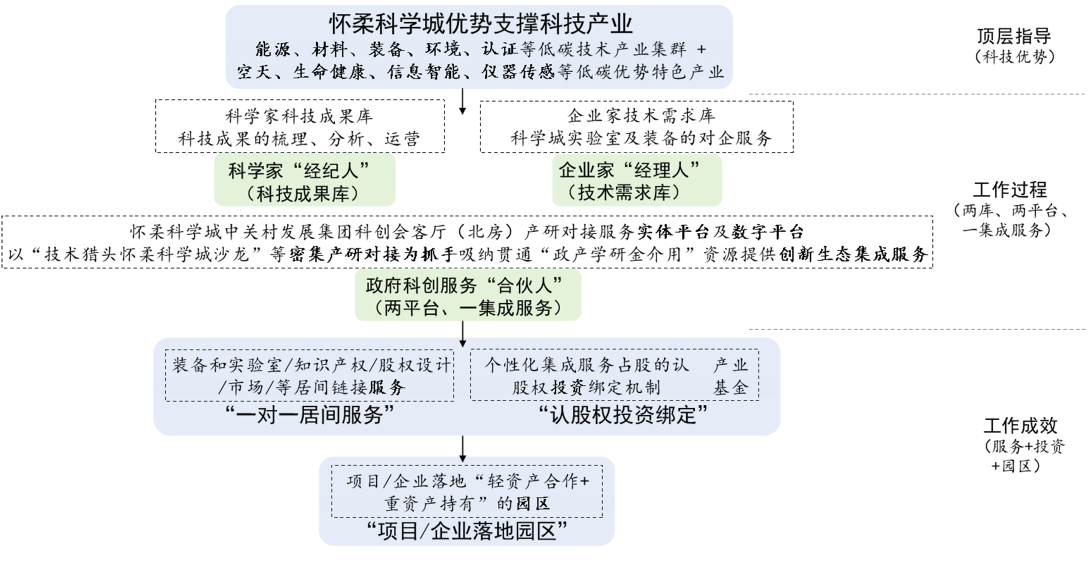 怀柔科学城优势支撑科技产业
能源、材料、装备、环境、认证等低碳技术产业集群 +
空天、生命健康、信息智能、仪器传感等低碳优势特色产业
顶层指导
（科技优势）
科学家科技成果库
科技成果的梳理、分析、运营
企业家技术需求库
科学城实验室及装备的对企服务
科学家“经纪人”
（科技成果库）
企业家“经理人”
（技术需求库）
工作过程
（两库、两平台、
一集成服务）
怀柔科学城中关村发展集团科创会客厅（北房）产研对接服务实体平台及数字平台
以“技术猎头怀柔科学城沙龙”等密集产研对接为抓手吸纳贯通“政产学研金介用”资源提供创新生态集成服务
政府科创服务“合伙人”
（两平台、一集成服务）
装备和实验室/知识产权/股权设计
/市场/等居间链接服务
个性化集成服务占股的认
股权投资绑定机制
产业
基金
“一对一居间服务”
“认股权投资绑定”
工作成效
（服务+投资
+园区）
项目/企业落地“轻资产合作+
重资产持有”的园区
“项目/企业落地园区”